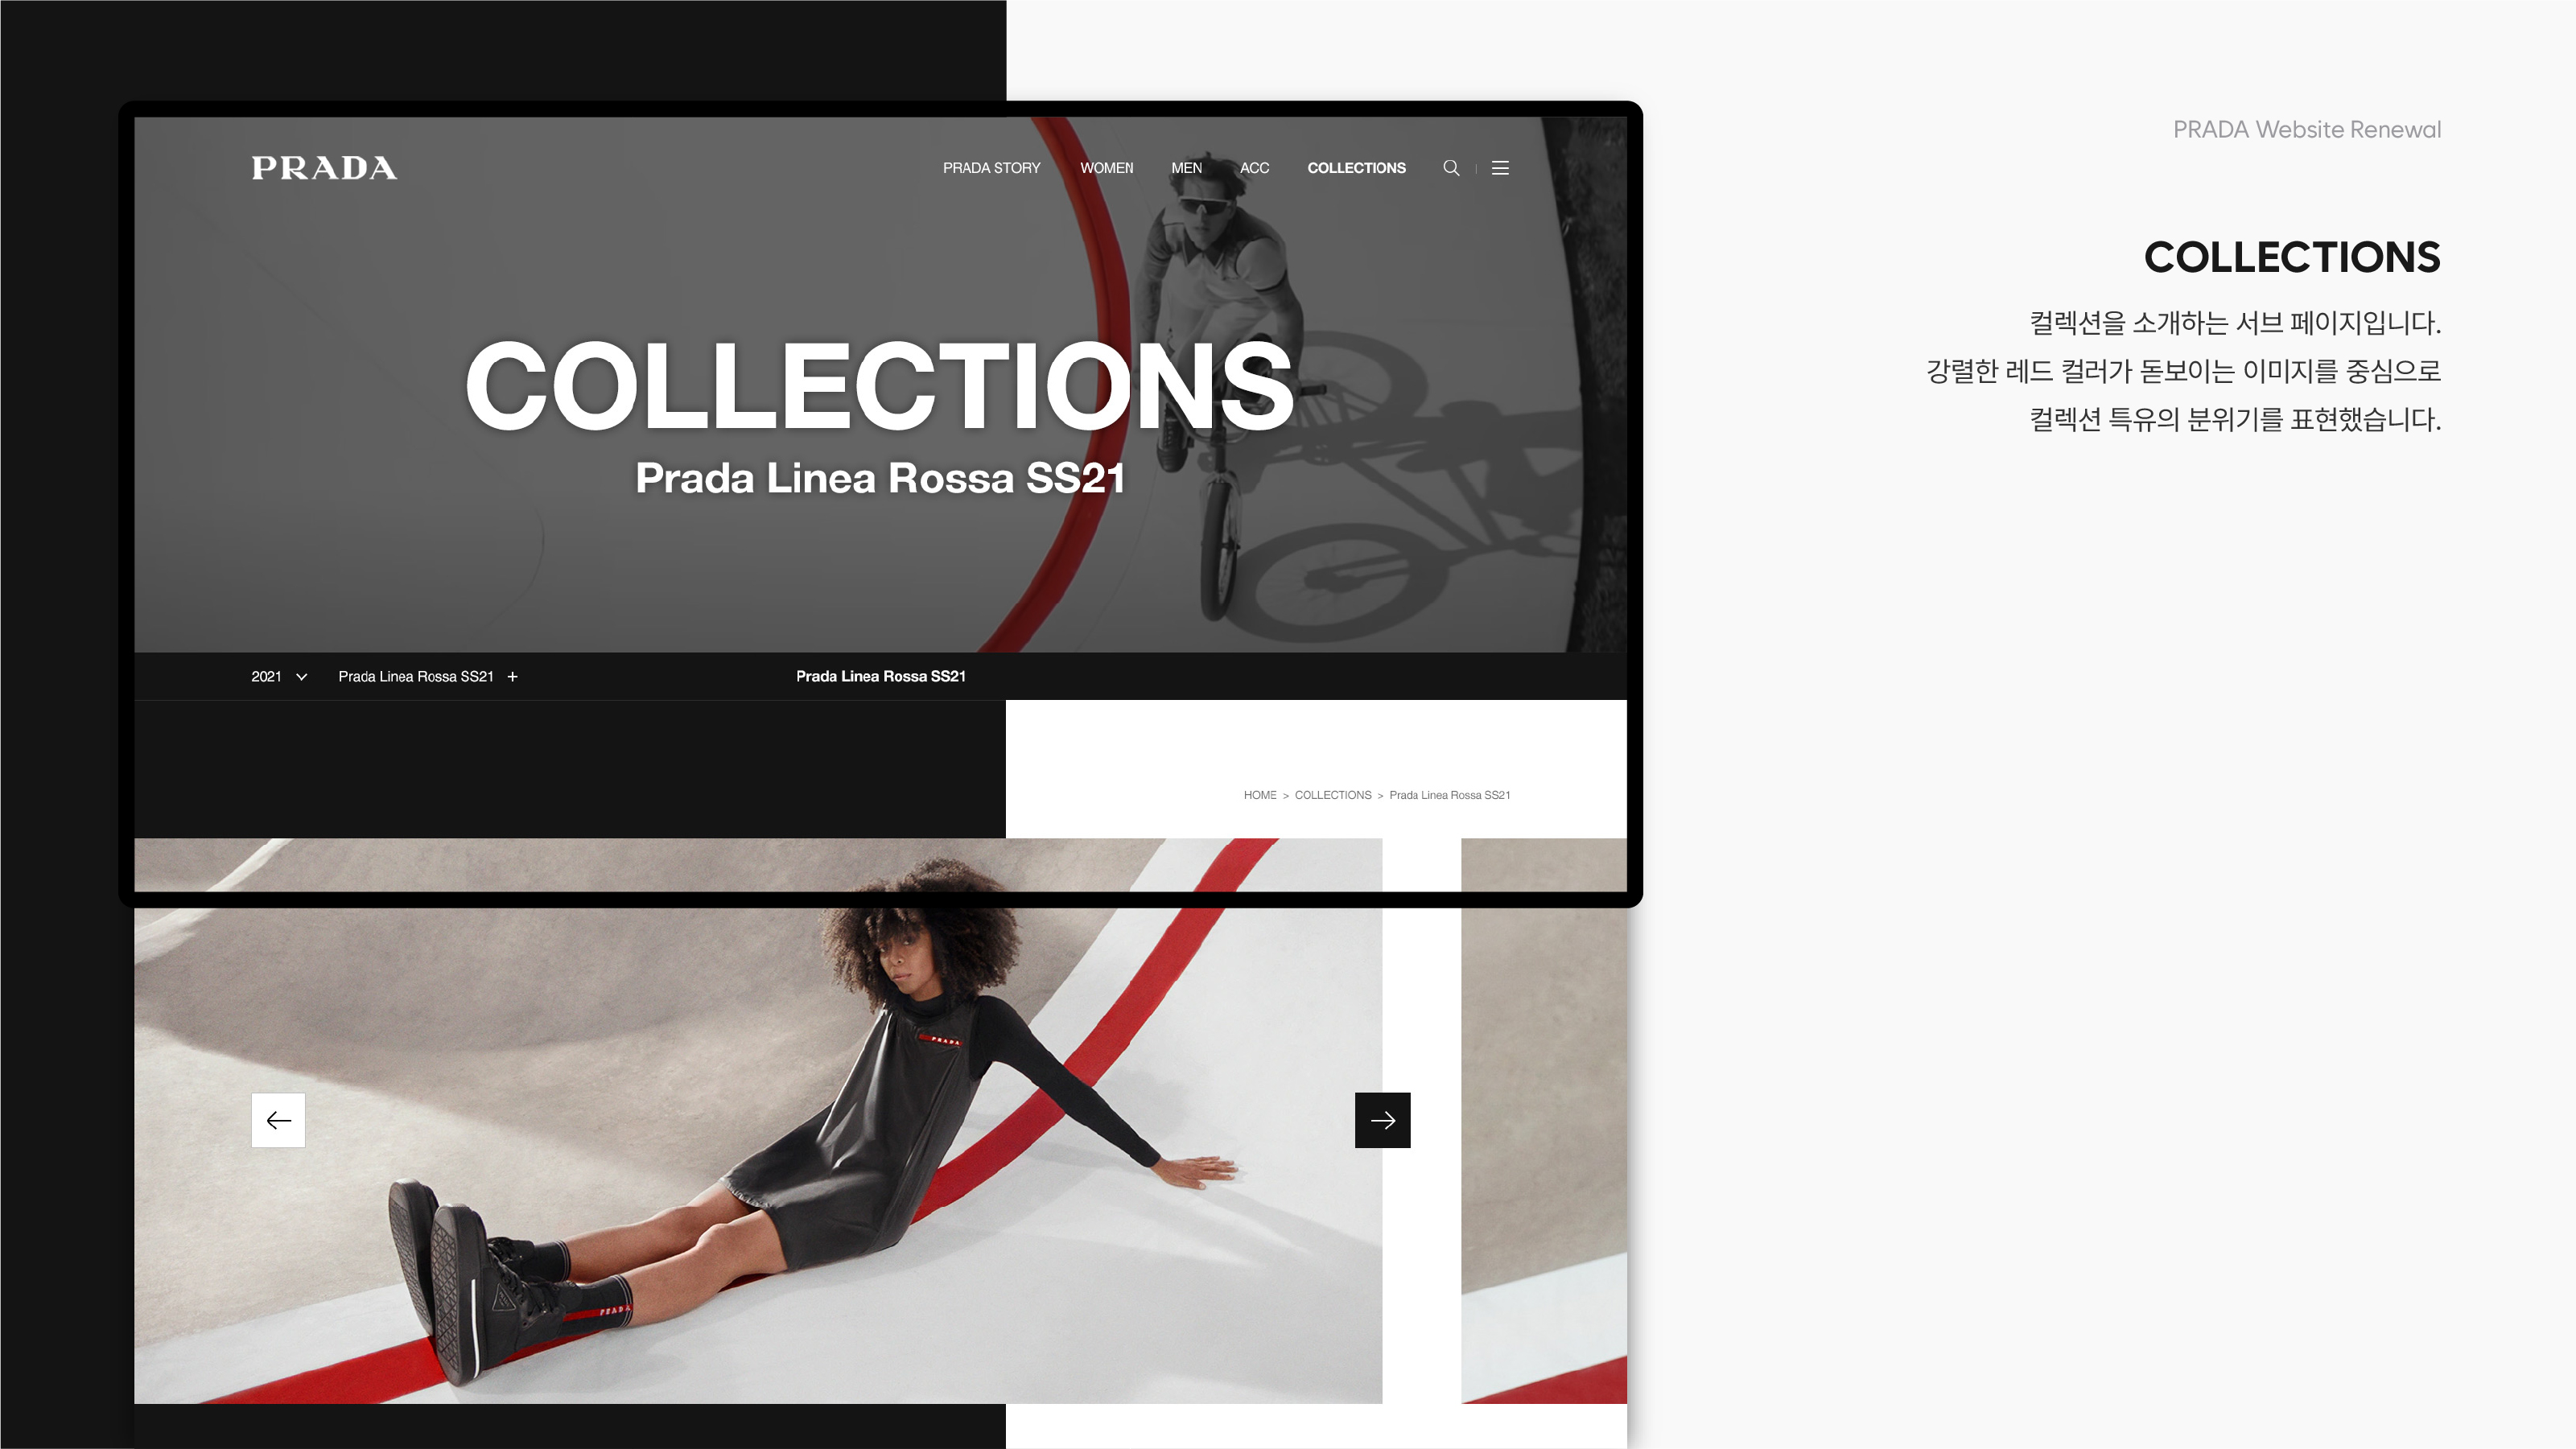 PRADA
PRADA STORY WOMEN MEN ACC COLLECTIONS
COLLECTIONS
Prada Linea Rossa SS21
2021 Prada Linea Rossa SS21 + Prada Linea Rossa SS21
HOME > COLLECTIONS > Prada Linea Rossa SS21
PRADA
PRADA
PRADA Website Renewal
COLLECTIONS
컬렉션을 소개하는 서브 페이지입니다.
강렬한 레드 컬러가 돋보이는 이미지를 중심으로
컬렉션 특유의 분위기를 표현했습니다.